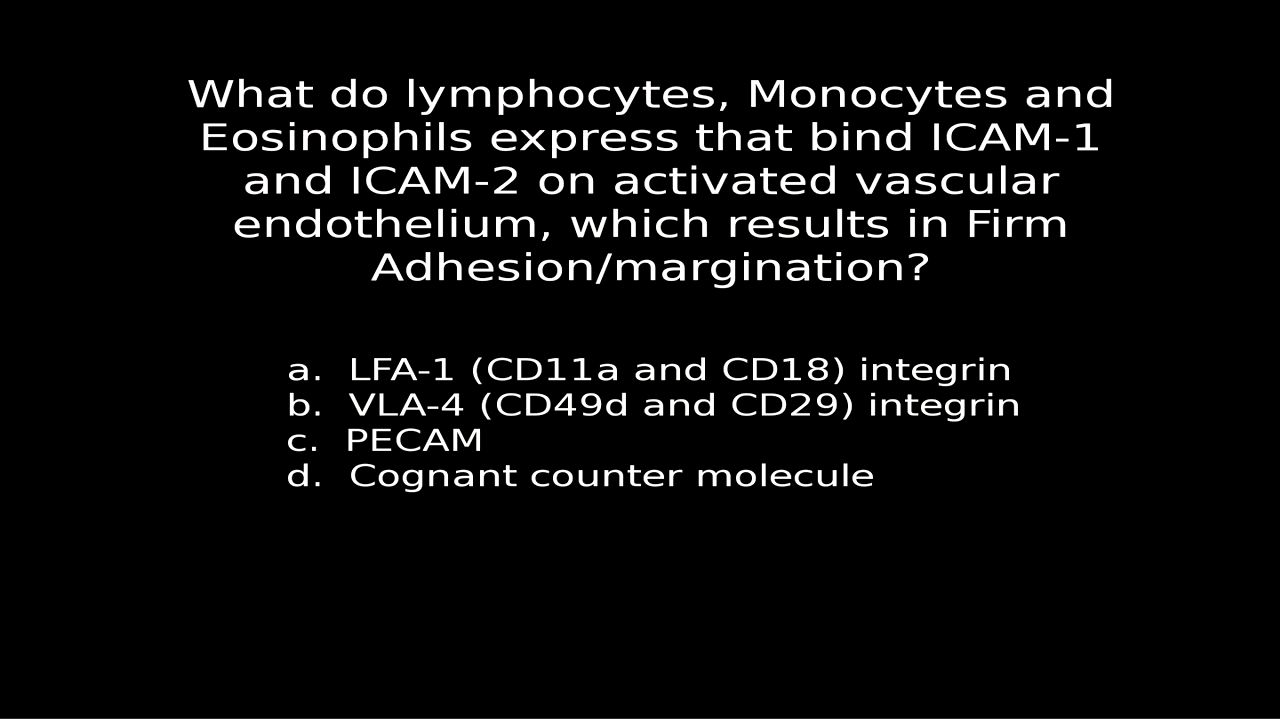 What do lymphocytes, Monocytes and
Eosinophils express that bind ICAM-1
and ICAM-2 on activated vascular
endothelium, which results in Firm
Adhesion/margination?
a. LFA-1 (CD11a and CD18) integrin
b. VLA-4 (CD49d and CD29) integrin
c. PECAM
d. Cognant counter molecule